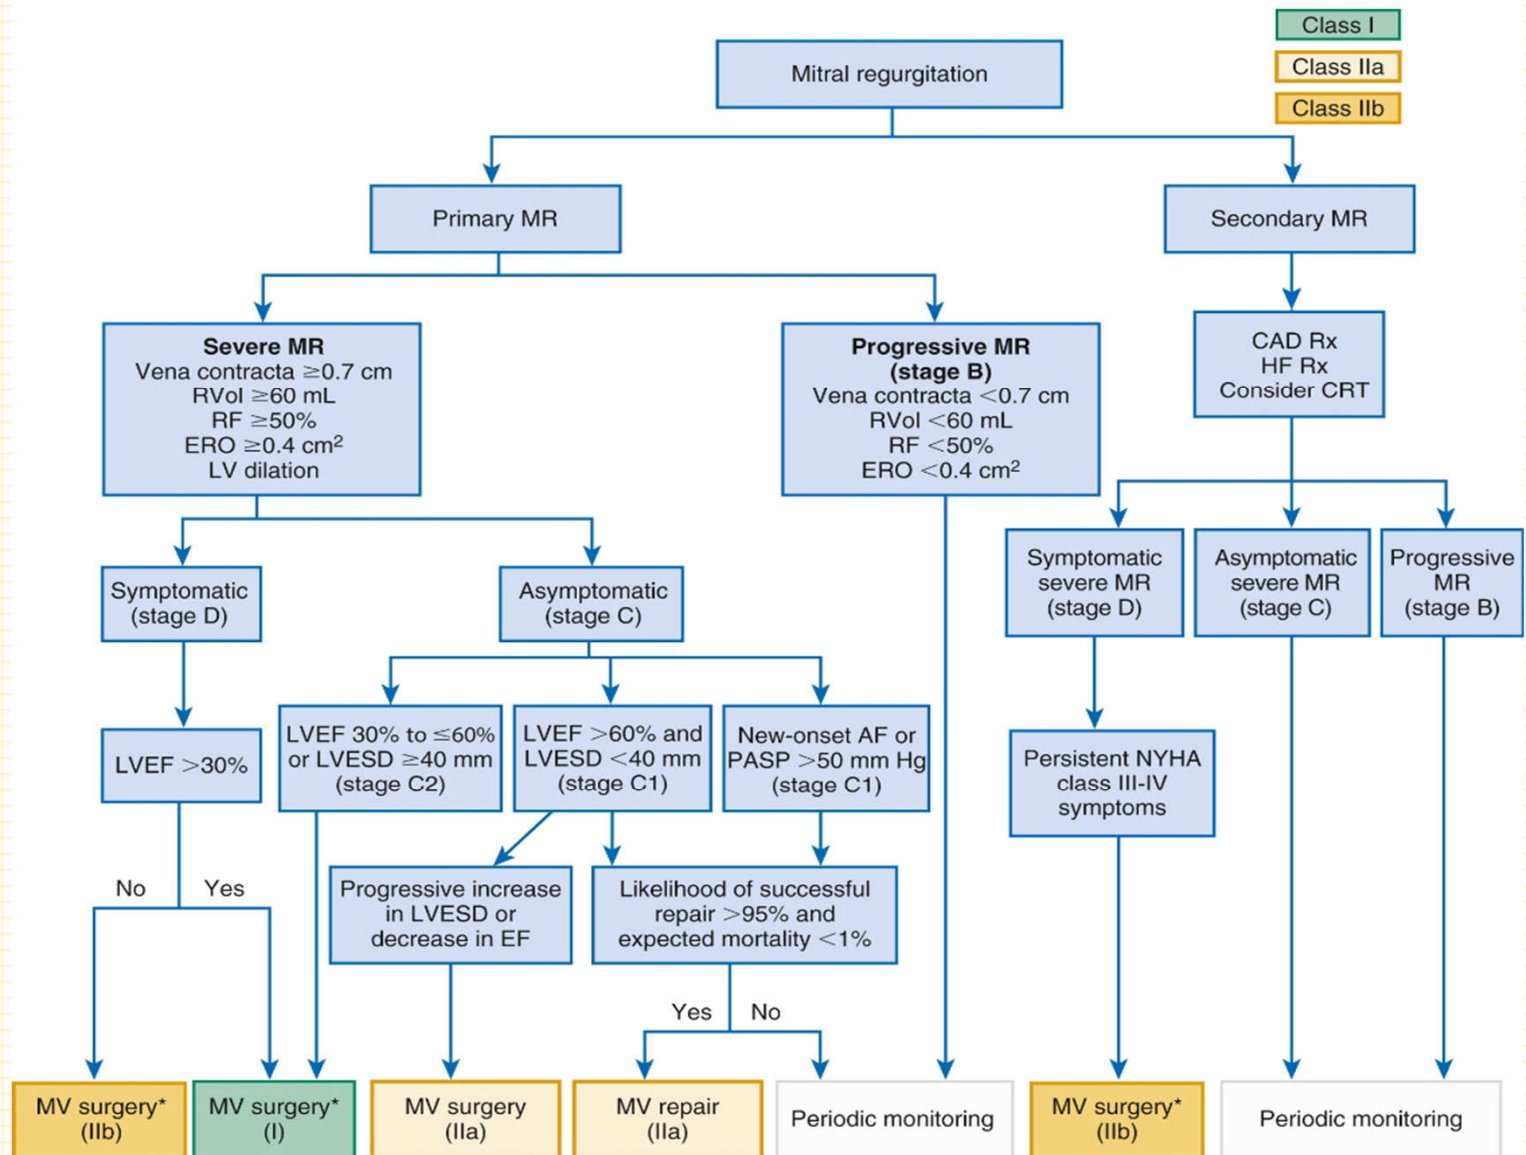 Class I
Class IIa
Class IIb
Mitral regurgitation
Primary MR
Secondary MR
Severe MR
Vena contracta ≥0.7 cm
RVol ≥60 mL
RF ≥50%
ERO ≥0.4 cm²
LV dilation
Progressive MR
(stage B)
Vena contracta <0.7 cm
RVol <60 mL
RF <50%
ERO <0.4 cm²
CAD Rx
HF Rx
Consider CRT
Symptomatic
(stage D)
Asymptomatic
(stage C)
Symptomatic
severe MR
(stage D)
Asymptomatic
severe MR
(stage C)
Progressive
MR
(stage B)
LVEF >30%
LVEF 30% to ≤60%
or LVESD ≥40 mm
(stage C2)
LVEF >60% and
LVESD <40 mm
(stage C1)
New-onset AF or
PASP >50 mm Hg
(stage C1)
Persistent NYHA
class III-IV
symptoms
No
Yes
Progressive increase
in LVESD or
decrease in EF
Likelihood of successful
repair >95% and
expected mortality <1%
Yes
No
MV surgery*
(IIb)
MV surgery*
(I)
MV surgery
(IIa)
MV repair
(IIa)
Periodic monitoring
MV surgery*
(IIb)
Periodic monitoring